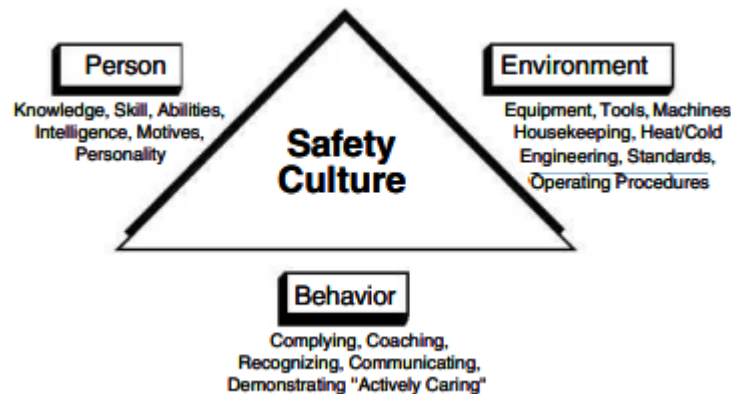 Person
Knowledge, Skill, Abilities,
Intelligence, Motives,
Personality
Environment
Equipment, Tools, Machines
Housekeeping, Heat/Cold
Engineering, Standards,
Operating Procedures
Safety
Culture
Behavior
Complying, Coaching,
Recognizing, Communicating,
Demonstrating "Actively Caring"